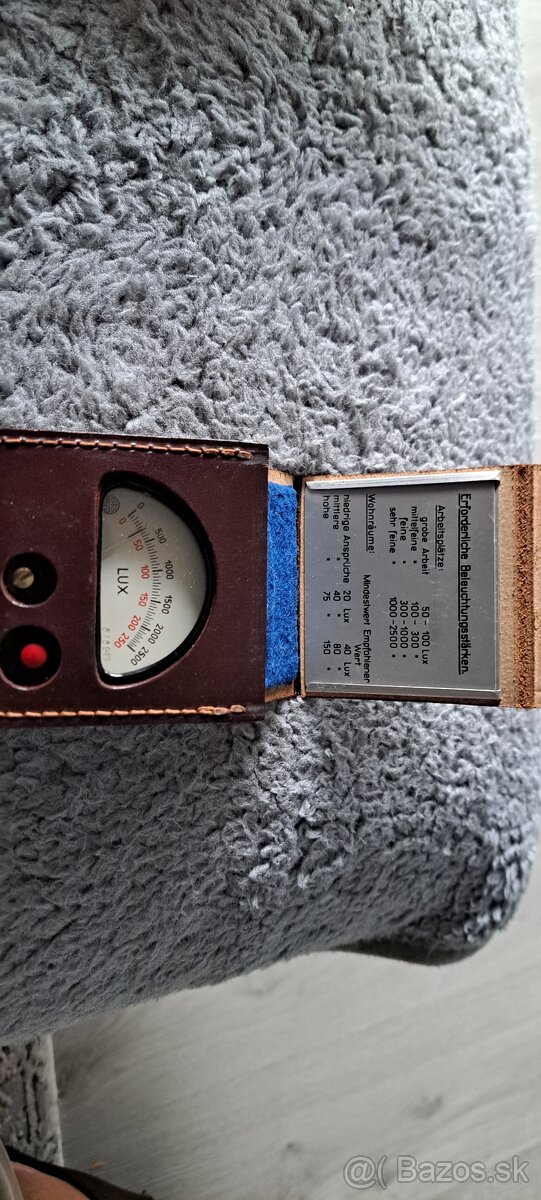 Erforderliche Beleuchtungsstärken.
Arbeitsplätze:
grobe Arbeit 50 - 100 Lux
mittelfeine " 100 - 300 "
feine " 300 - 1000 "
sehr feine " 1000 - 2500 "
Wohnräume: Mindestwert Empfohlener
Wert
niedrige Ansprüche 20 Lux 40 Lux
mittlere " 80 "
hohe " 75 150 "
0 500 1000 1500 2000 2500
0 50 100 150 200 250
LUX
Bazos.sk